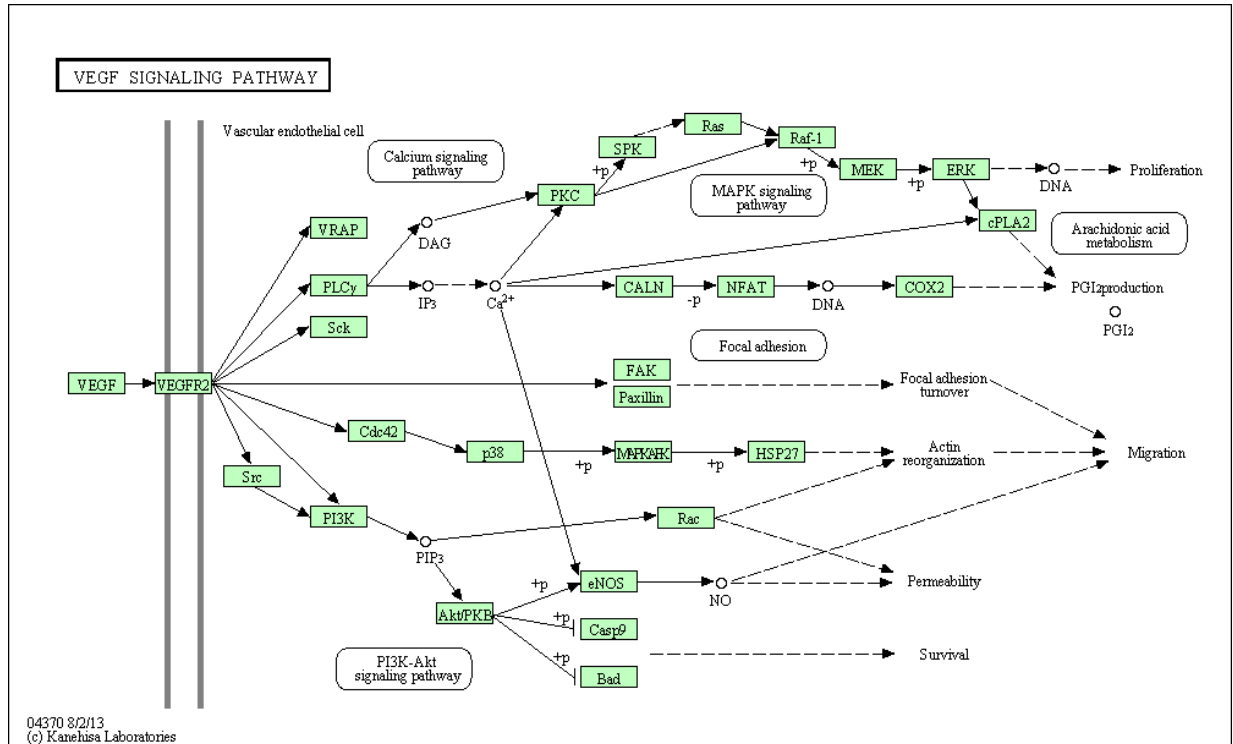 VEGF SIGNALING PATHWAY
Vascular endothelial cell
Calcium signaling
pathway
SPK
Ras
Raf-1
+p
+p
MEK
+p
ERK
DNA
Proliferation
PKC
MAPK signaling
pathway
VRAP
DAG
cPLA2
Arachidonic acid
metabolism
PLCγ
IP3
Ca2+
CALN
-p
NFAT
DNA
COX2
PGI2production
PGI2
Sck
Focal adhesion
VEGF
VEGFR2
FAK
Paxillin
Focal adhesion
turnover
Cdc42
p38
+p
MAPKAPK
+p
HSP27
Actin
reorganization
Migration
Src
PI3K
PIP3
Rac
eNOS
NO
Permeability
+p
Akt/PKB
+p
Casp9
+p
Bad
Survival
PI3K-Akt
signaling pathway
04370 8/2/13
(c) Kanehisa Laboratories